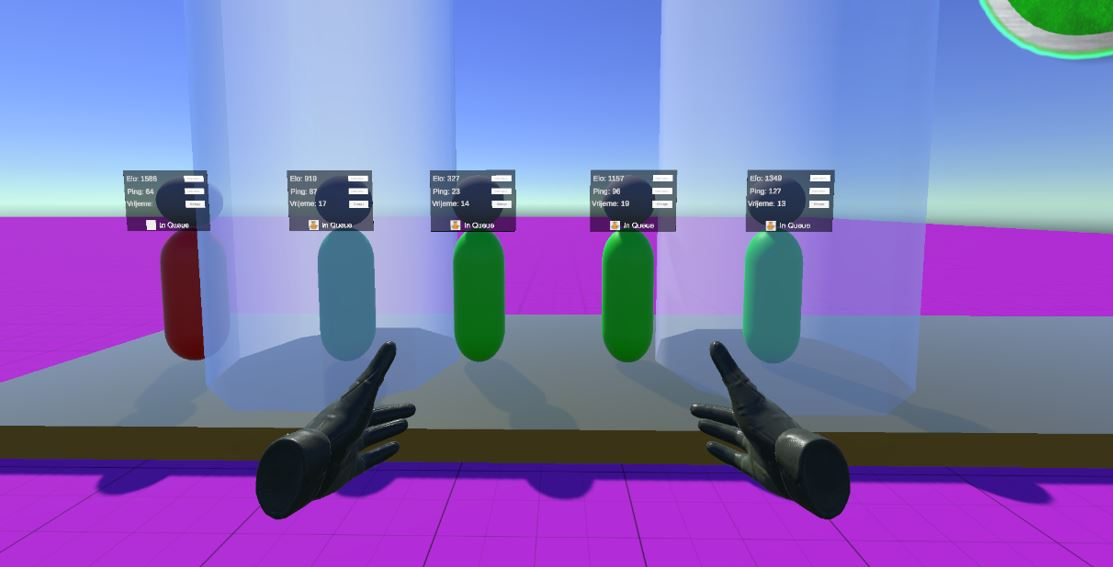 Elo: 1586
Ping: 64
Vrijeme:
In Queue
Elo: 910
Ping: 87
Vrijeme: 17
In Queue
Elo: 327
Ping: 23
Vrijeme: 14
In Queue
Elo: 1157
Ping: 96
Vrijeme: 19
In Queue
Elo: 1349
Ping: 127
Vrijeme: 13
In Queue